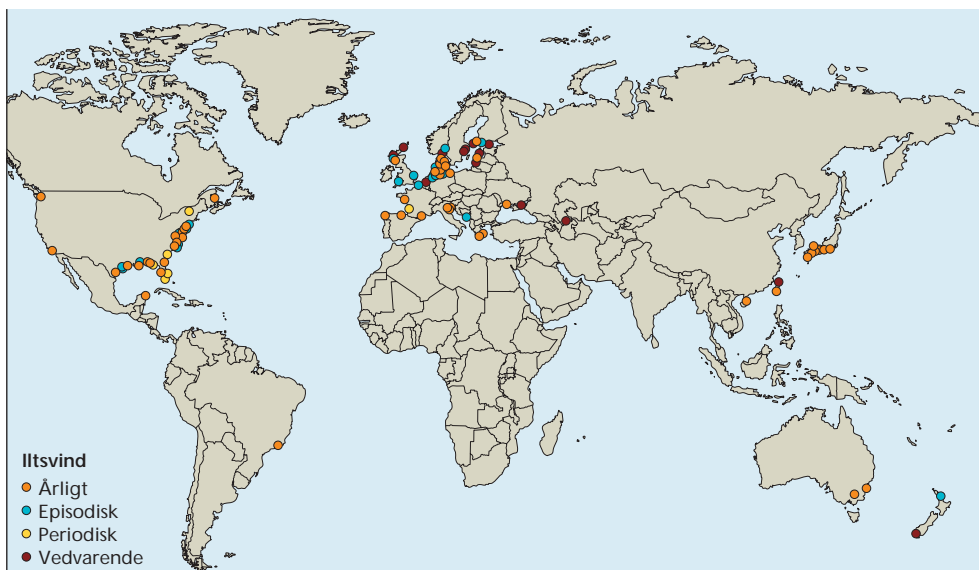 Iltsvind
Årligt
Episodisk
Periodisk
Vedvarende